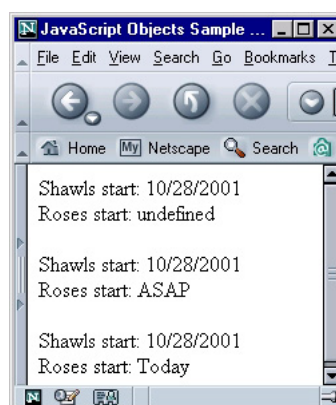 JavaScript Objects Sample ...
File Edit View Search Go Bookmarks T
Home My Netscape Search
Shawls start: 10/28/2001
Roses start: undefined
Shawls start: 10/28/2001
Roses start: ASAP
Shawls start: 10/28/2001
Roses start: Today